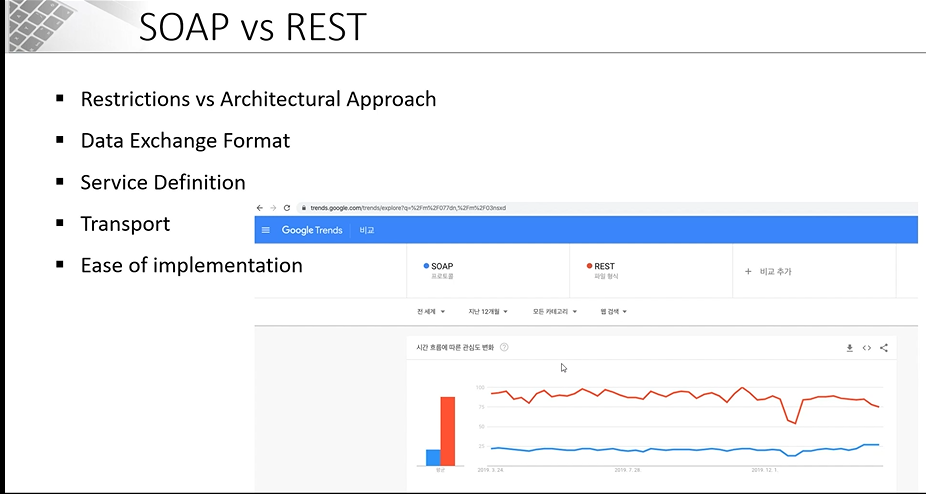 SOAP vs REST
▪ Restrictions vs Architectural Approach
▪ Data Exchange Format
▪ Service Definition
▪ Transport
▪ Ease of implementation
trends.google.com/trends/explore?q=%2Fm%2F077dn,%2Fm%2F03nsxd
Google Trends 비교
SOAP
프로토콜
REST
파일 형식
+ 비교 추가
전 세계 지난 12개월 모든 카테고리 웹 검색
시간 흐름에 따른 관심도 변화
100
75
50
25
평균
2019. 3. 24. 2019. 7. 28. 2019. 12. 1.